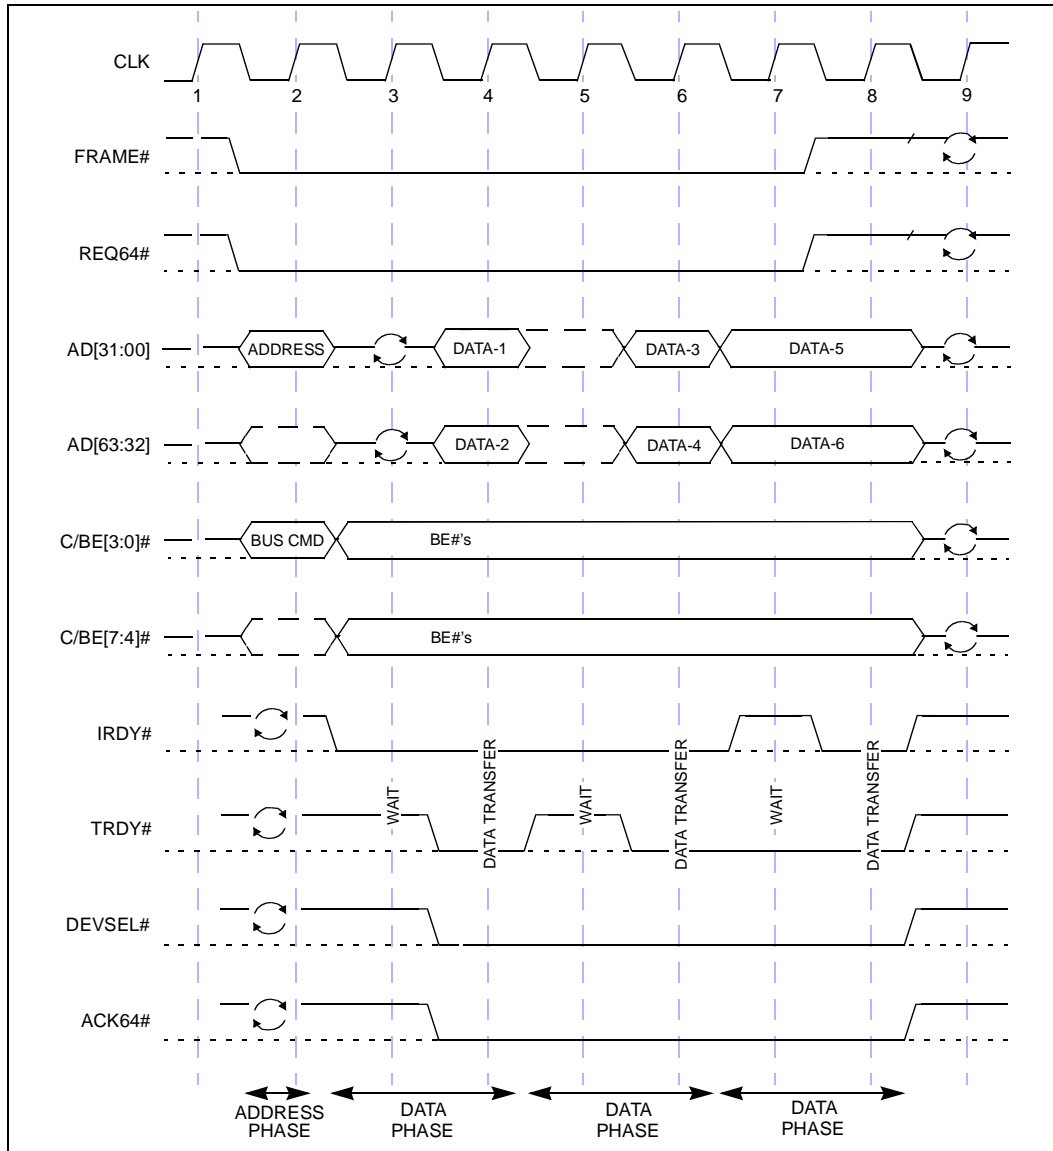 CLK
1 2 3 4 5 6 7 8 9
FRAME#
REQ64#
AD[31:00] ADDRESS DATA-1 DATA-3 DATA-5
AD[63:32] DATA-2 DATA-4 DATA-6
C/BE[3:0]# BUS CMD BE#'s
C/BE[7:4]# BE#'s
IRDY#
WAIT
DATA TRANSFER
WAIT
DATA TRANSFER
WAIT
DATA TRANSFER
TRDY#
DEVSEL#
ACK64#
ADDRESS
PHASE
DATA
PHASE
DATA
PHASE
DATA
PHASE